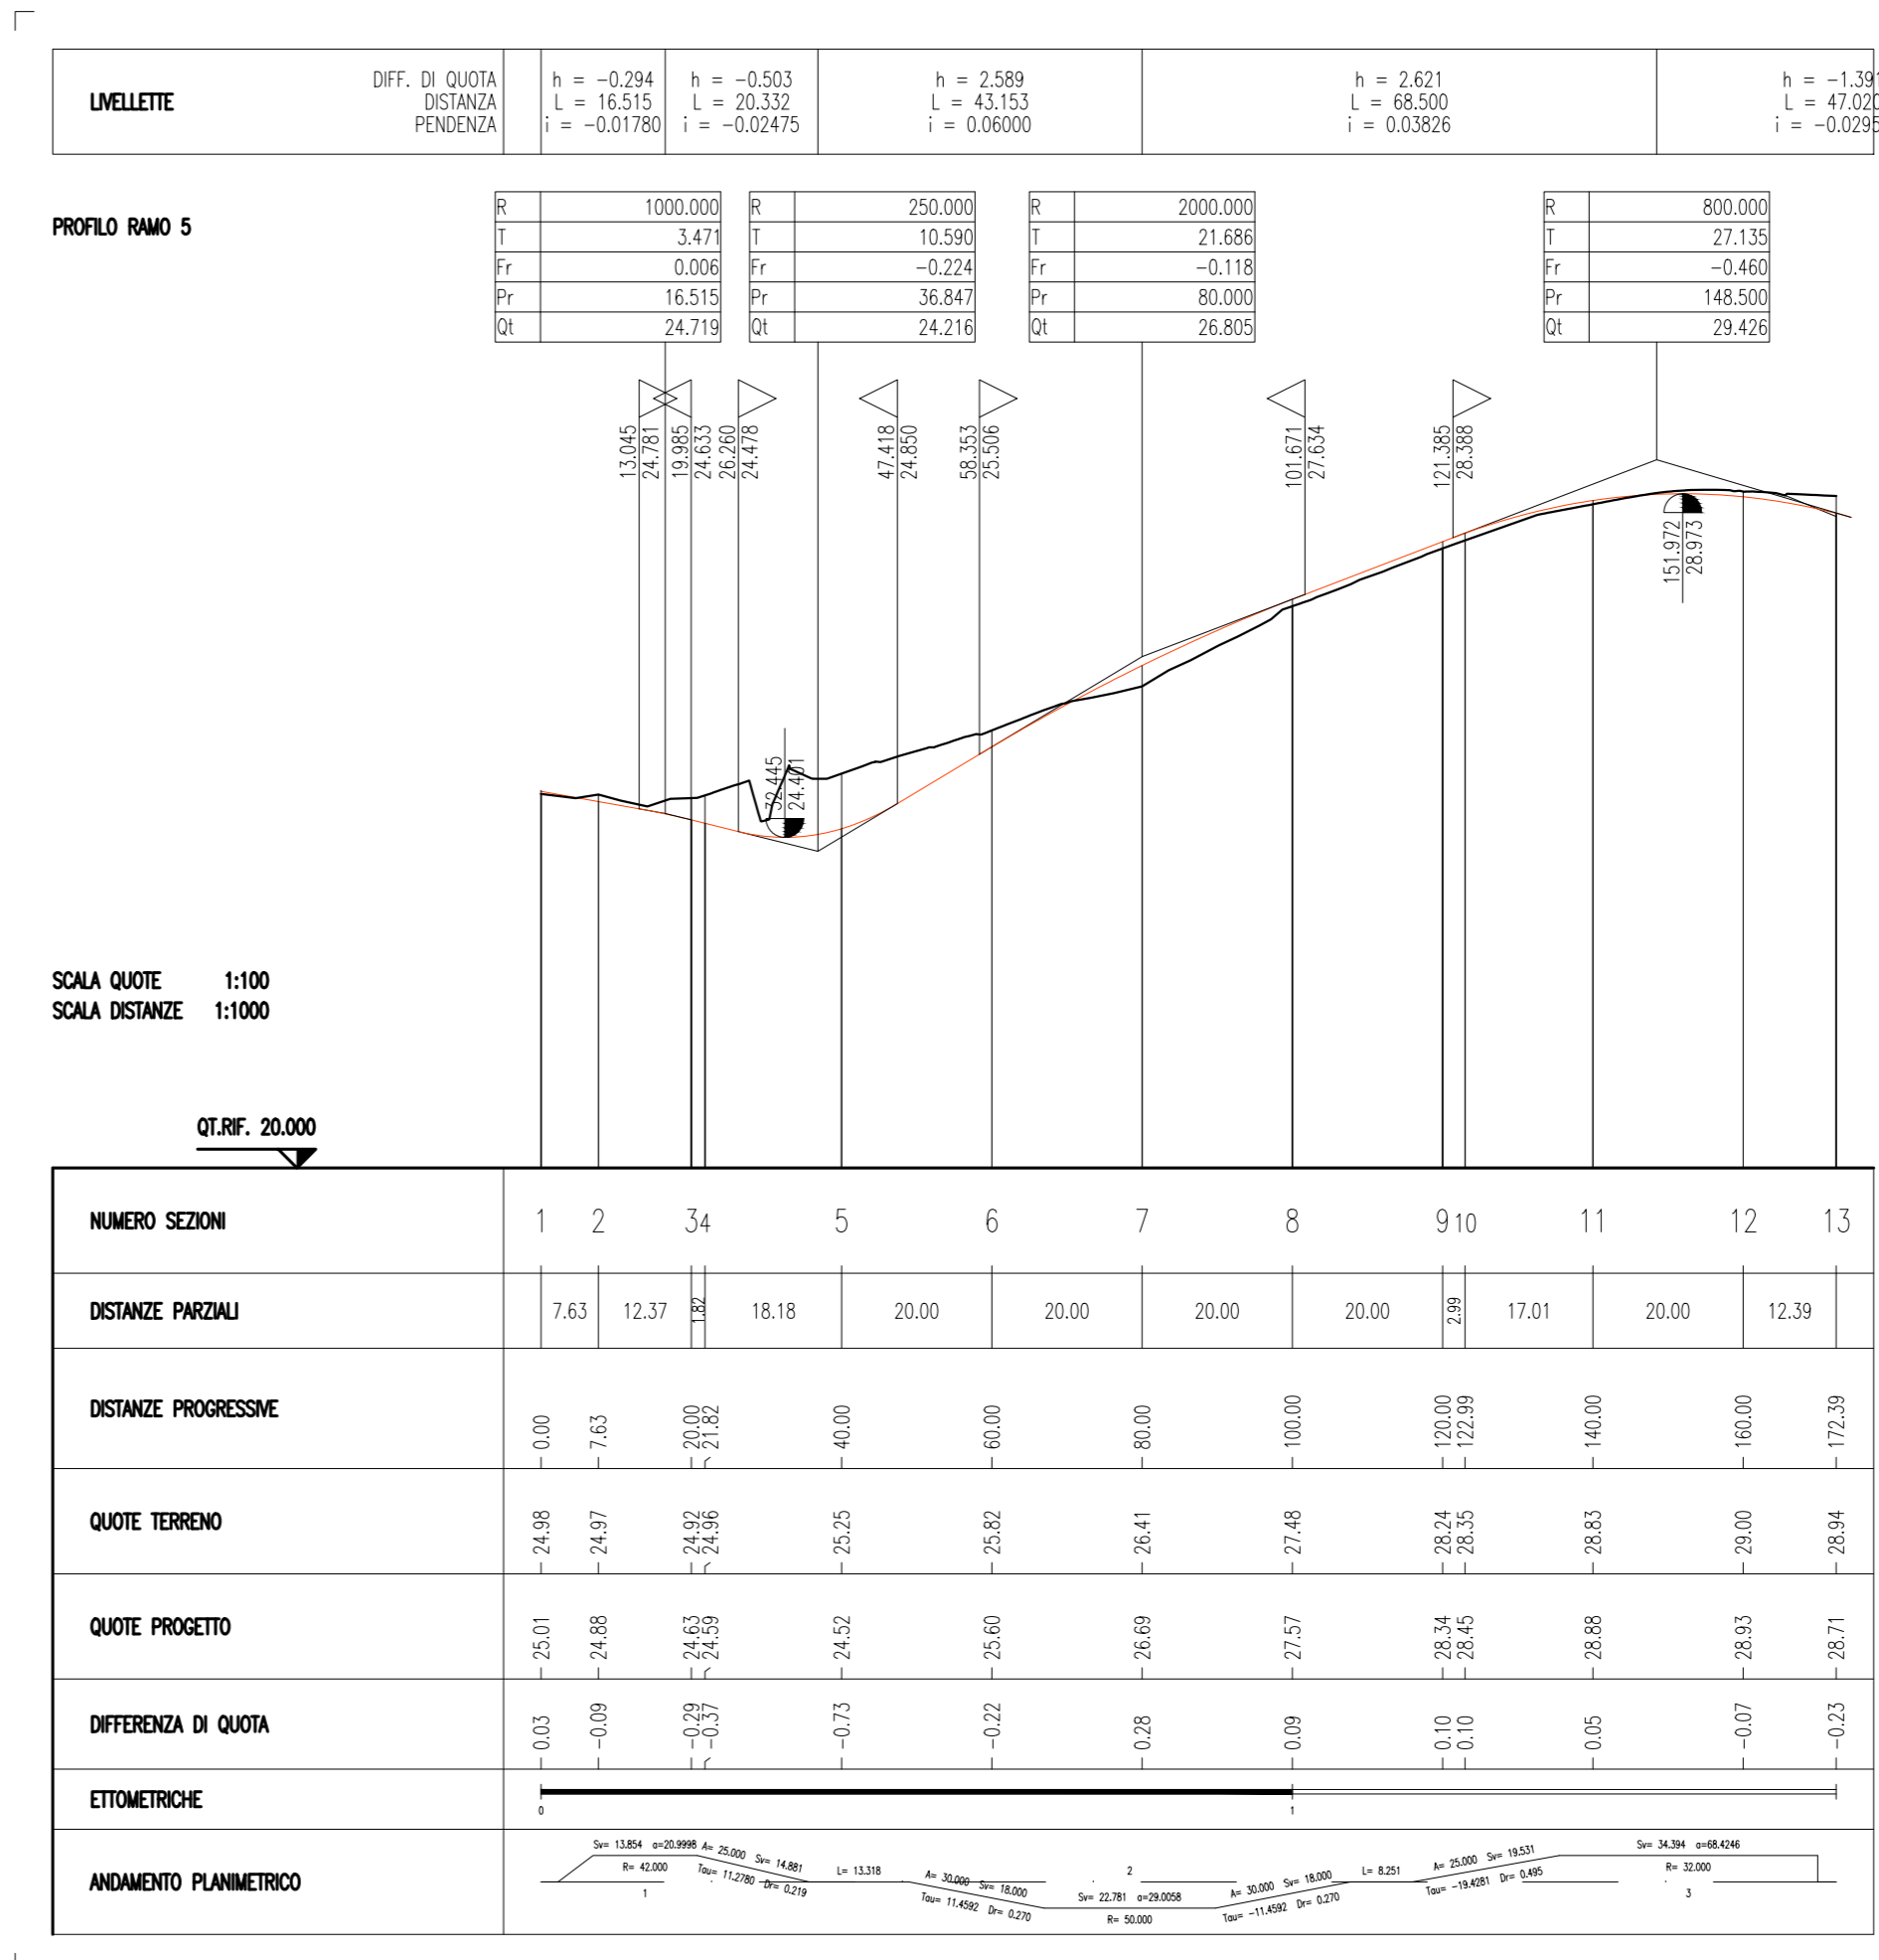 LIVELLETTE
DIFF. DI QUOTA
DISTANZA
PENDENZA
h = -0.294
L = 16.515
i = -0.01780
h = -0.503
L = 20.332
i = -0.02475
h = 2.589
L = 43.153
i = 0.06000
h = 2.621
L = 68.500
i = 0.03826
h = -1.391
L = 47.020
i = -0.0295
PROFILO RAMO 5
R 1000.000
T 3.471
Fr 0.006
Pr 16.515
Qt 24.719
R 250.000
T 10.590
Fr -0.224
Pr 36.847
Qt 24.216
R 2000.000
T 21.686
Fr -0.118
Pr 80.000
Qt 26.805
R 800.000
T 27.135
Fr -0.460
Pr 148.500
Qt 29.426
13.045
24.781
19.985
24.633
26.260
24.478
47.418
24.850
58.353
25.506
101.671
27.634
121.385
28.388
151.972
28.973
32.445
24.401
SCALA QUOTE 1:100
SCALA DISTANZE 1:1000
QT.RIF. 20.000
NUMERO SEZIONI 1 2 3 4 5 6 7 8 9 10 11 12 13
DISTANZE PARZIALI 7.63 12.37 1.82 18.18 20.00 20.00 20.00 20.00 2.99 17.01 20.00 12.39
DISTANZE PROGRESSIVE 0.00 7.63 20.00 21.82 40.00 60.00 80.00 100.00 120.00 122.99 140.00 160.00 172.39
QUOTE TERRENO 24.98 24.97 24.92 24.96 25.25 25.82 26.41 27.48 28.24 28.35 28.83 29.00 28.94
QUOTE PROGETTO 25.01 24.88 24.63 24.59 24.52 25.60 26.69 27.57 28.34 28.45 28.88 28.93 28.71
DIFFERENZA DI QUOTA 0.03 -0.09 -0.29 -0.37 -0.73 -0.22 0.28 0.09 0.10 0.10 0.05 -0.07 -0.23
ETTOMETRICHE
0 1
ANDAMENTO PLANIMETRICO
Sv= 13.854 α=20.9998
R= 42.000
1
A= 25.000 Sv= 14.881
Tau= 11.2780 Dr= 0.219
L= 13.318
A= 30.000 Sv= 18.000
Tau= 11.4592 Dr= 0.270
2
Sv= 22.781 α=29.0058
R= 50.000
A= 30.000 Sv= 18.000
Tau= -11.4592 Dr= 0.270
L= 8.251
A= 25.000 Sv= 19.531
Tau= -19.4281 Dr= 0.495
Sv= 34.394 α=68.4246
R= 32.000
3